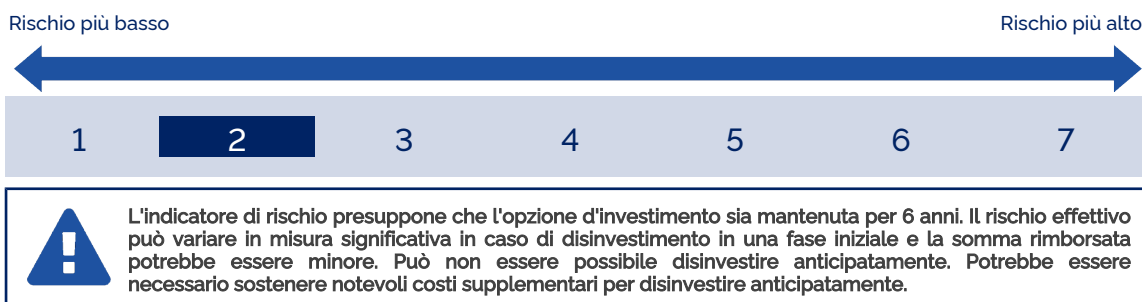 Rischio più basso Rischio più alto
1 2 3 4 5 6 7
L'indicatore di rischio presuppone che l'opzione d'investimento sia mantenuta per 6 anni. Il rischio effettivo
può variare in misura significativa in caso di disinvestimento in una fase iniziale e la somma rimborsata
potrebbe essere minore. Può non essere possibile disinvestire anticipatamente. Potrebbe essere
necessario sostenere notevoli costi supplementari per disinvestire anticipatamente.